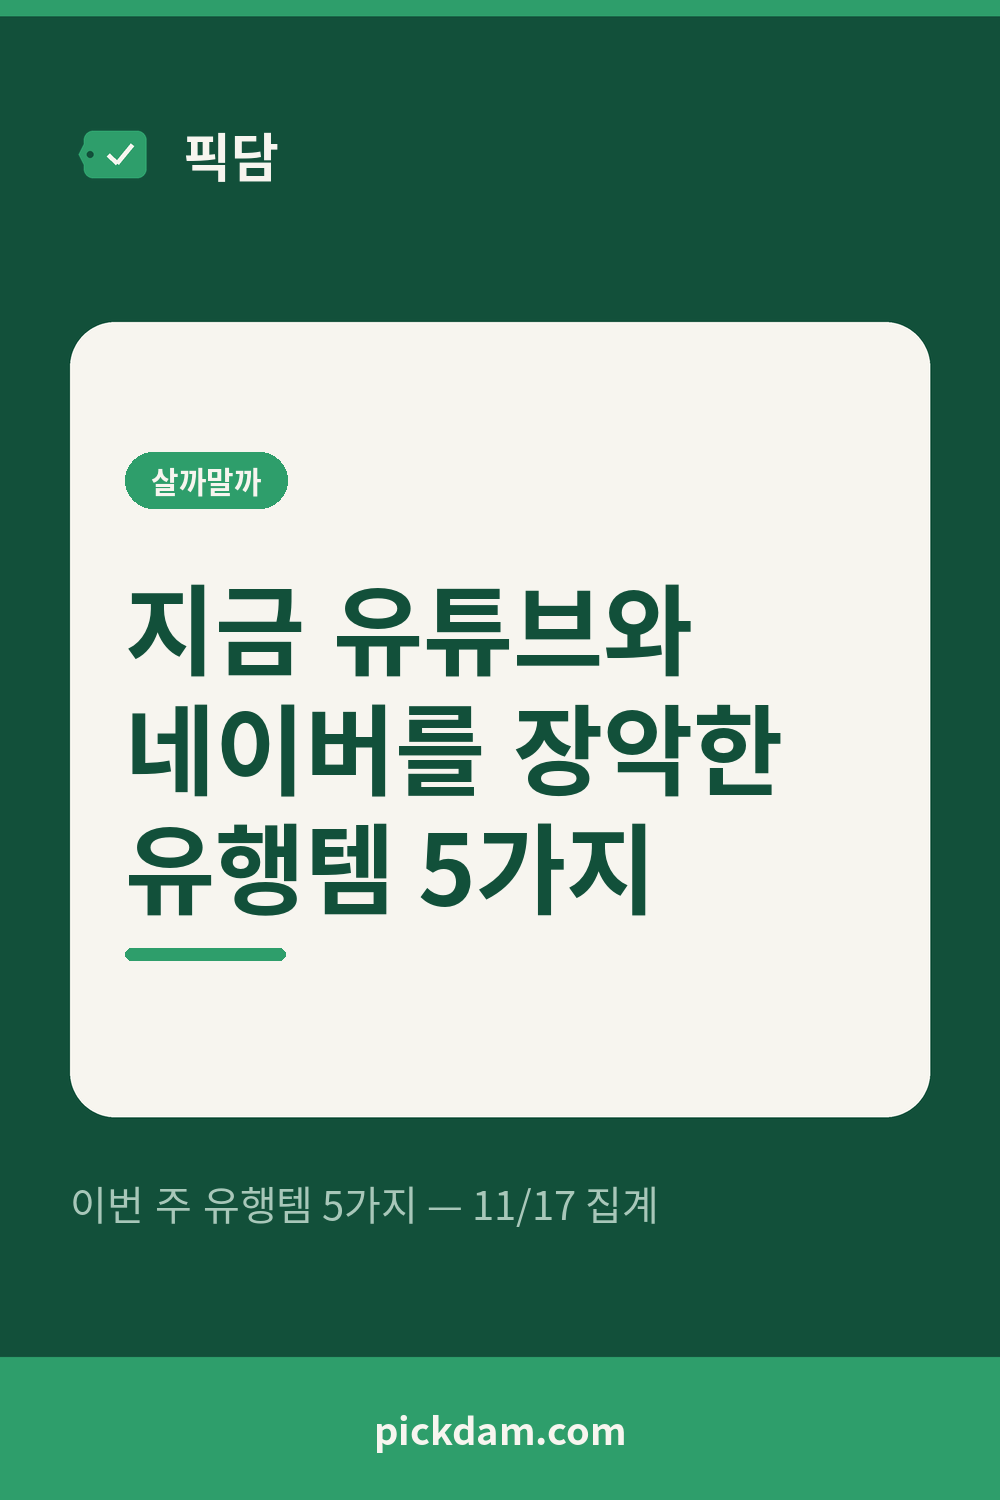 픽담
살까말까
지금 유튜브와
네이버를 장악한
유행템 5가지
이번 주 유행템 5가지 — 11/17 집계
pickdam.com